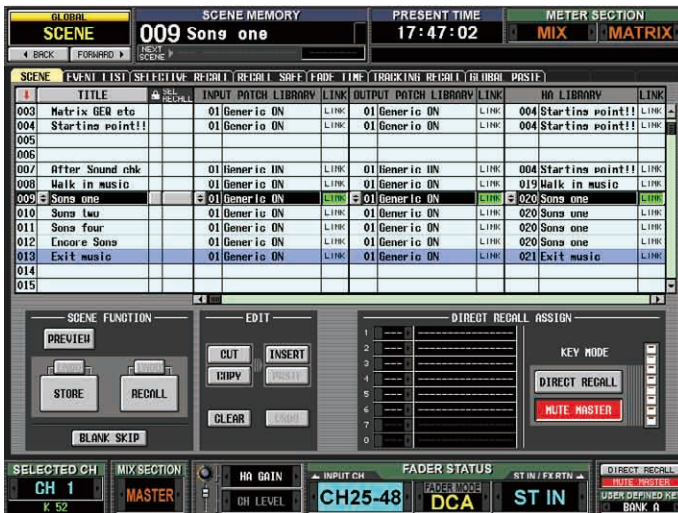 GLOBAL
SCENE
BACK FORWARD
SCENE MEMORY
009 Song one
NEXT SCENE
PRESENT TIME
17:47:02
METER SECTION
MIX MATRIX
SCENE EVENT LIST SELECTIVE RECALL RECALL SAFE FADE TIME TRACKING RECALL GLOBAL PASTE
TITLE SEL RECALL INPUT PATCH LIBRARY LINK OUTPUT PATCH LIBRARY LINK HA LIBRARY LINK
003 Matrix GEQ etc 01 Generic ON LINK 01 Generic ON LINK 004 Starting point!! LINK
004 Starting point!! 01 Generic ON LINK 01 Generic ON LINK 004 Starting point!! LINK
005
006
007 After Sound chk 01 Generic ON LINK 01 Generic ON LINK 004 Starting point!! LINK
008 Walk in music 01 Generic ON LINK 01 Generic ON LINK 019 Walk in music LINK
009 Song one 01 Generic ON LINK 01 Generic ON LINK 020 Song one LINK
010 Song two 01 Generic ON LINK 01 Generic ON LINK 020 Song one LINK
011 Song four 01 Generic ON LINK 01 Generic ON LINK 020 Song one LINK
012 Encore Song 01 Generic ON LINK 01 Generic ON LINK 020 Song one LINK
013 Exit music 01 Generic ON LINK 01 Generic ON LINK 021 Exit music LINK
014
015
SCENE FUNCTION
PREVIEW
UNDO UNDO
STORE RECALL
BLANK SKIP
EDIT
CUT INSERT
COPY PASTE
CLEAR UNDO
DIRECT RECALL ASSIGN
1 ---
2 ---
3 ---
4 ---
5 ---
6 ---
7 ---
0 ---
KEY MODE
DIRECT RECALL
MUTE MASTER
SELECTED CH
CH 1
K 52
MIX SECTION
MASTER
HA GAIN
CH LEVEL
FADER STATUS
INPUT CH
CH25-48
FADER MODE
DCA
ST IN / FX RTN
ST IN
DIRECT RECALL
MUTE MASTER
USER DEFINED KEY
BANK A